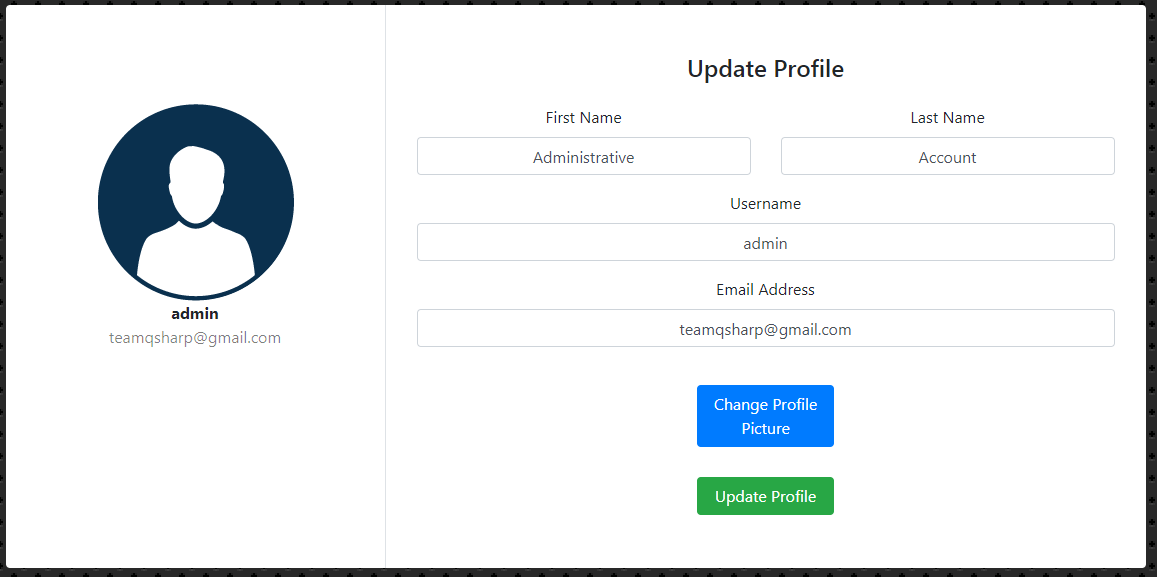 admin
teamqsharp@gmail.com
Update Profile
First Name
Last Name
Administrative
Account
Username
admin
Email Address
teamqsharp@gmail.com
Change Profile
Picture
Update Profile